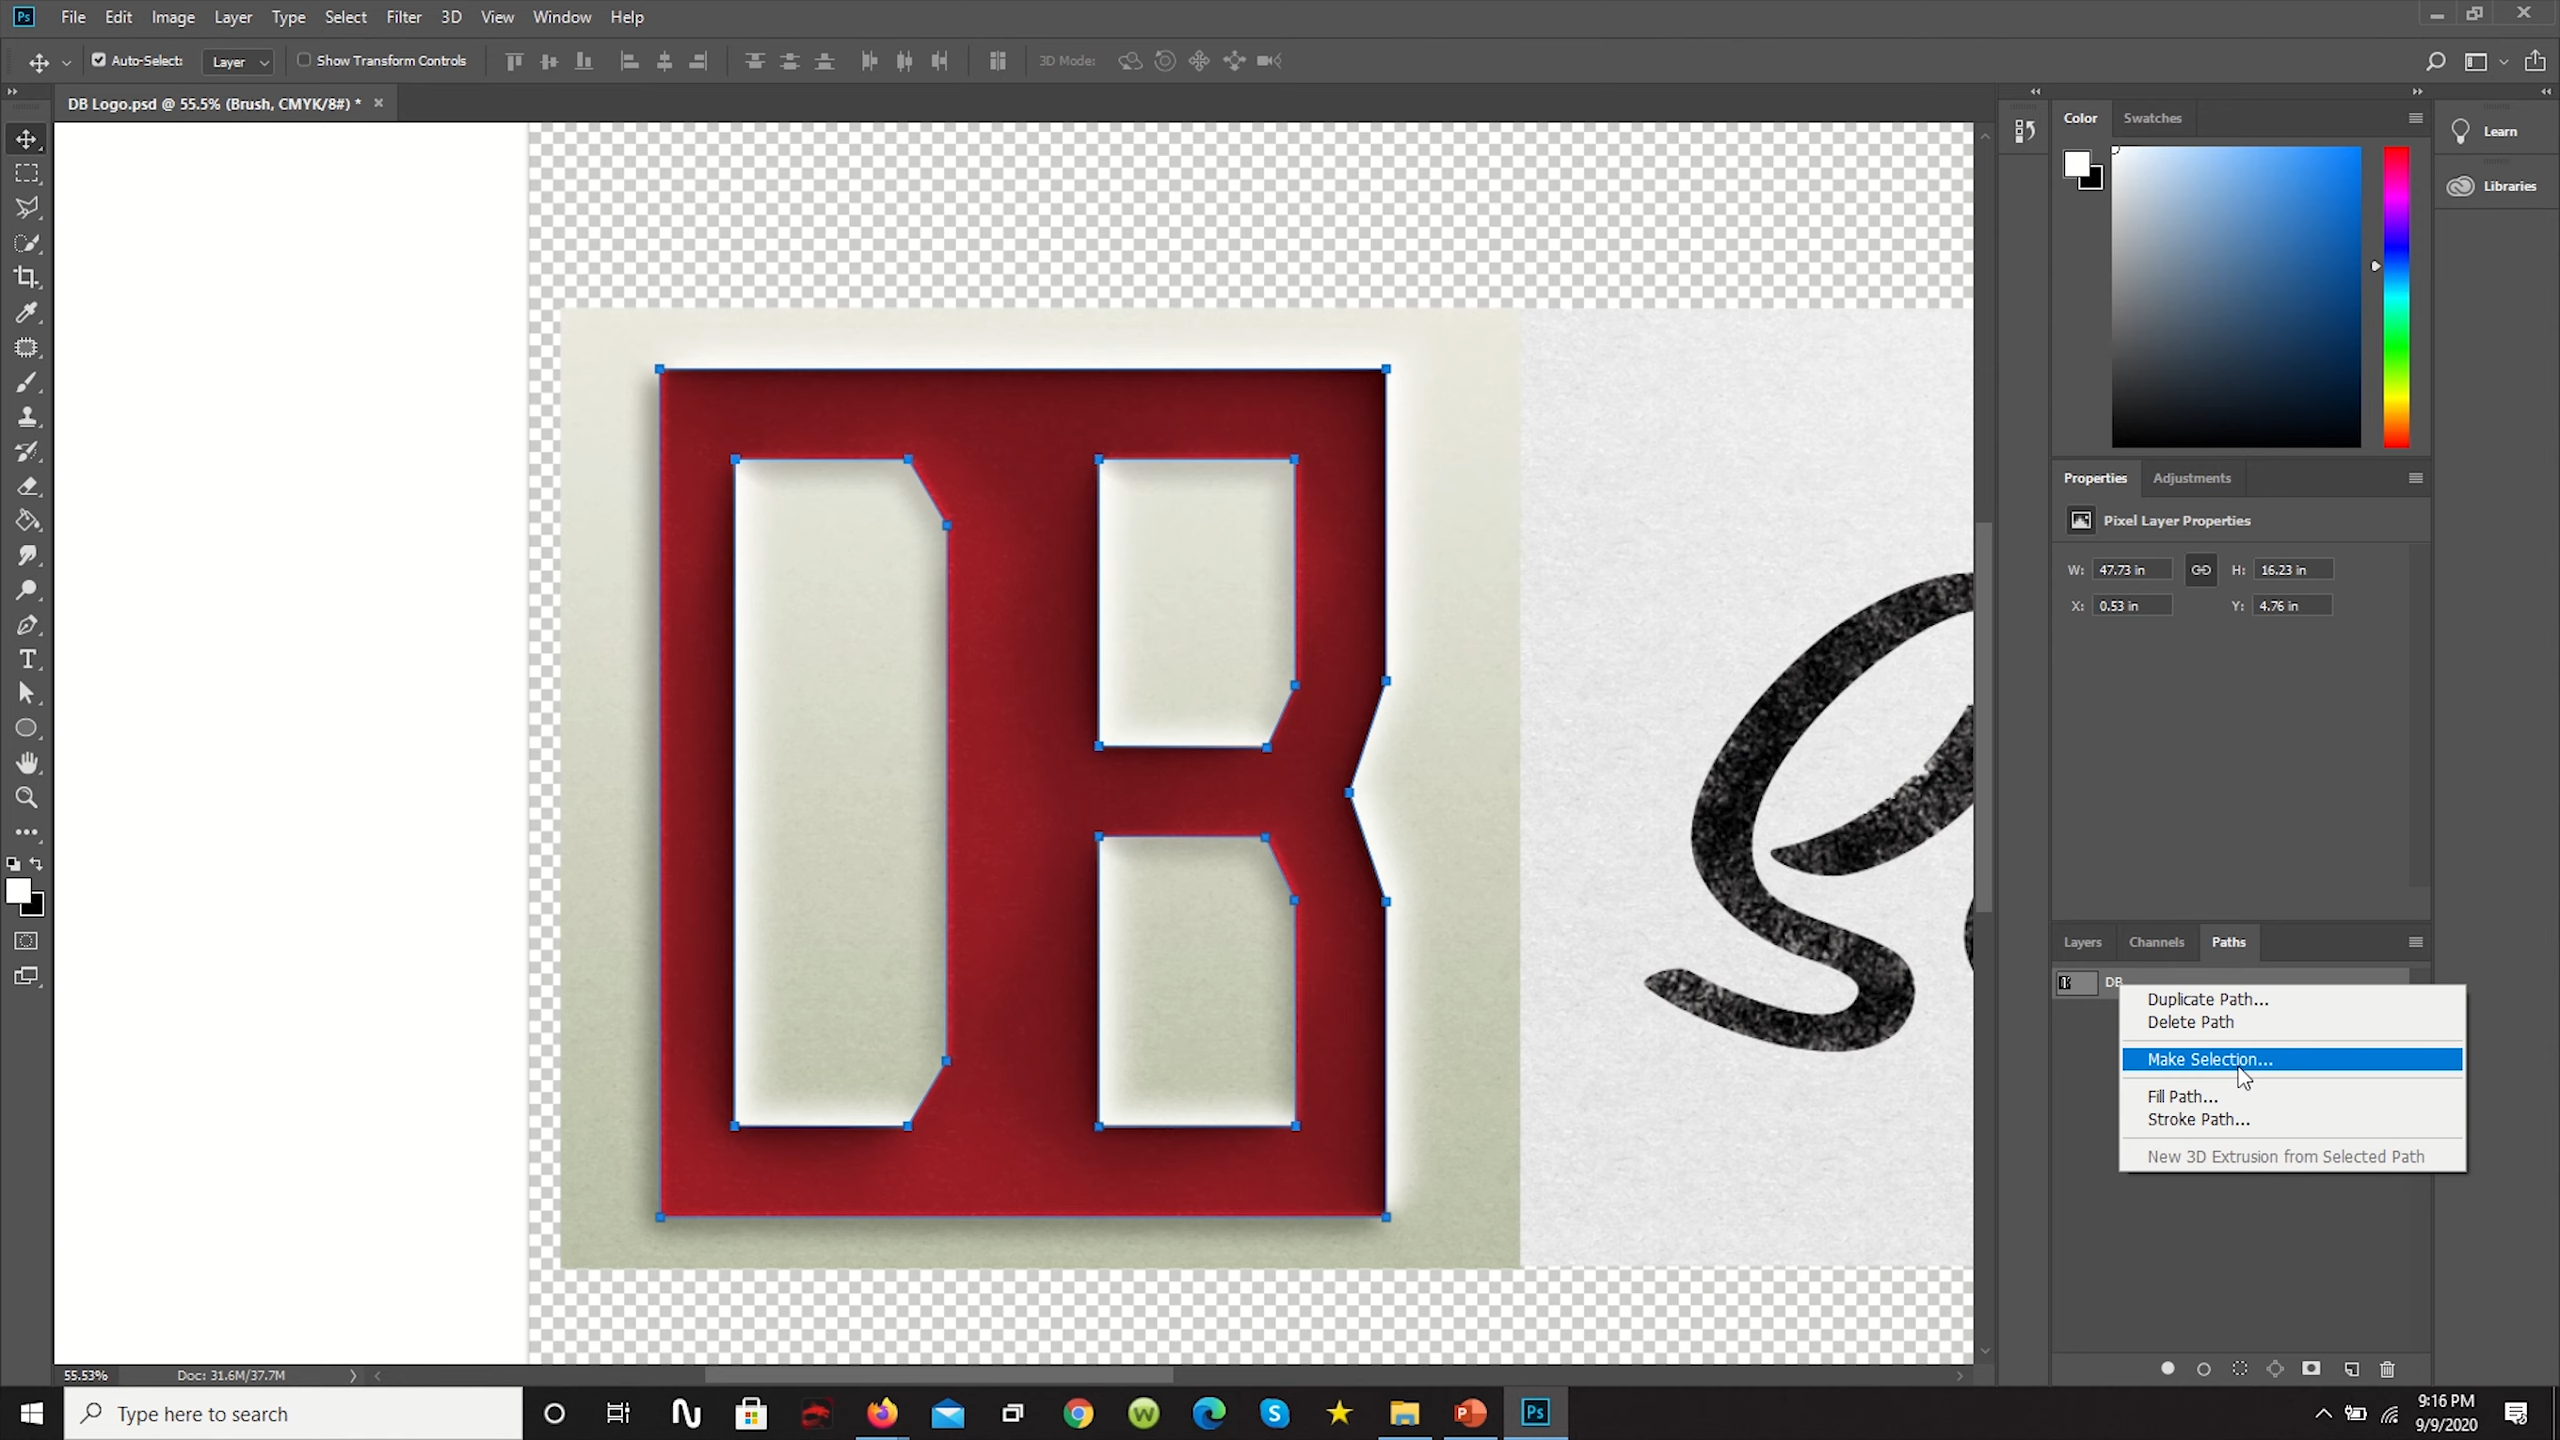 Ps File Edit Image Layer Type Select Filter 3D View Window Help
Auto-Select: Layer Show Transform Controls 3D Mode:
DB Logo.psd @ 55.5% (Brush, CMYK/8#) * ×
Color Swatches
Learn
Libraries
Properties Adjustments
Pixel Layer Properties
W: 47.73 in H: 16.23 in
X: 0.53 in Y: 4.76 in
T
DB
Layers Channels Paths
DB
Duplicate Path...
Delete Path
Make Selection...
Fill Path...
Stroke Path...
New 3D Extrusion from Selected Path
55.53% Doc: 31.6M/37.7M
Type here to search
Ps
9:16 PM
9/9/2020